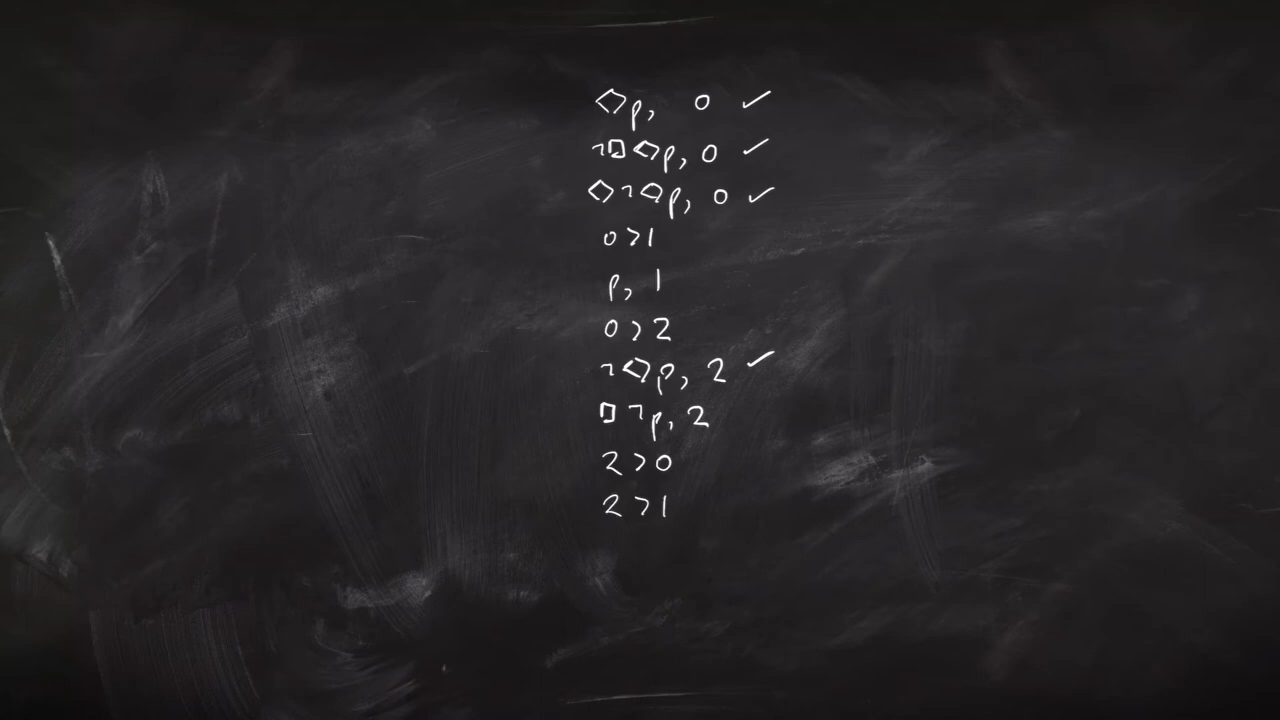 ◇p, 0 ✓
¬□◇p, 0 ✓
◇¬◇p, 0 ✓
0>1
p, 1
0>2
¬◇p, 2 ✓
□¬p, 2
2>0
2>1